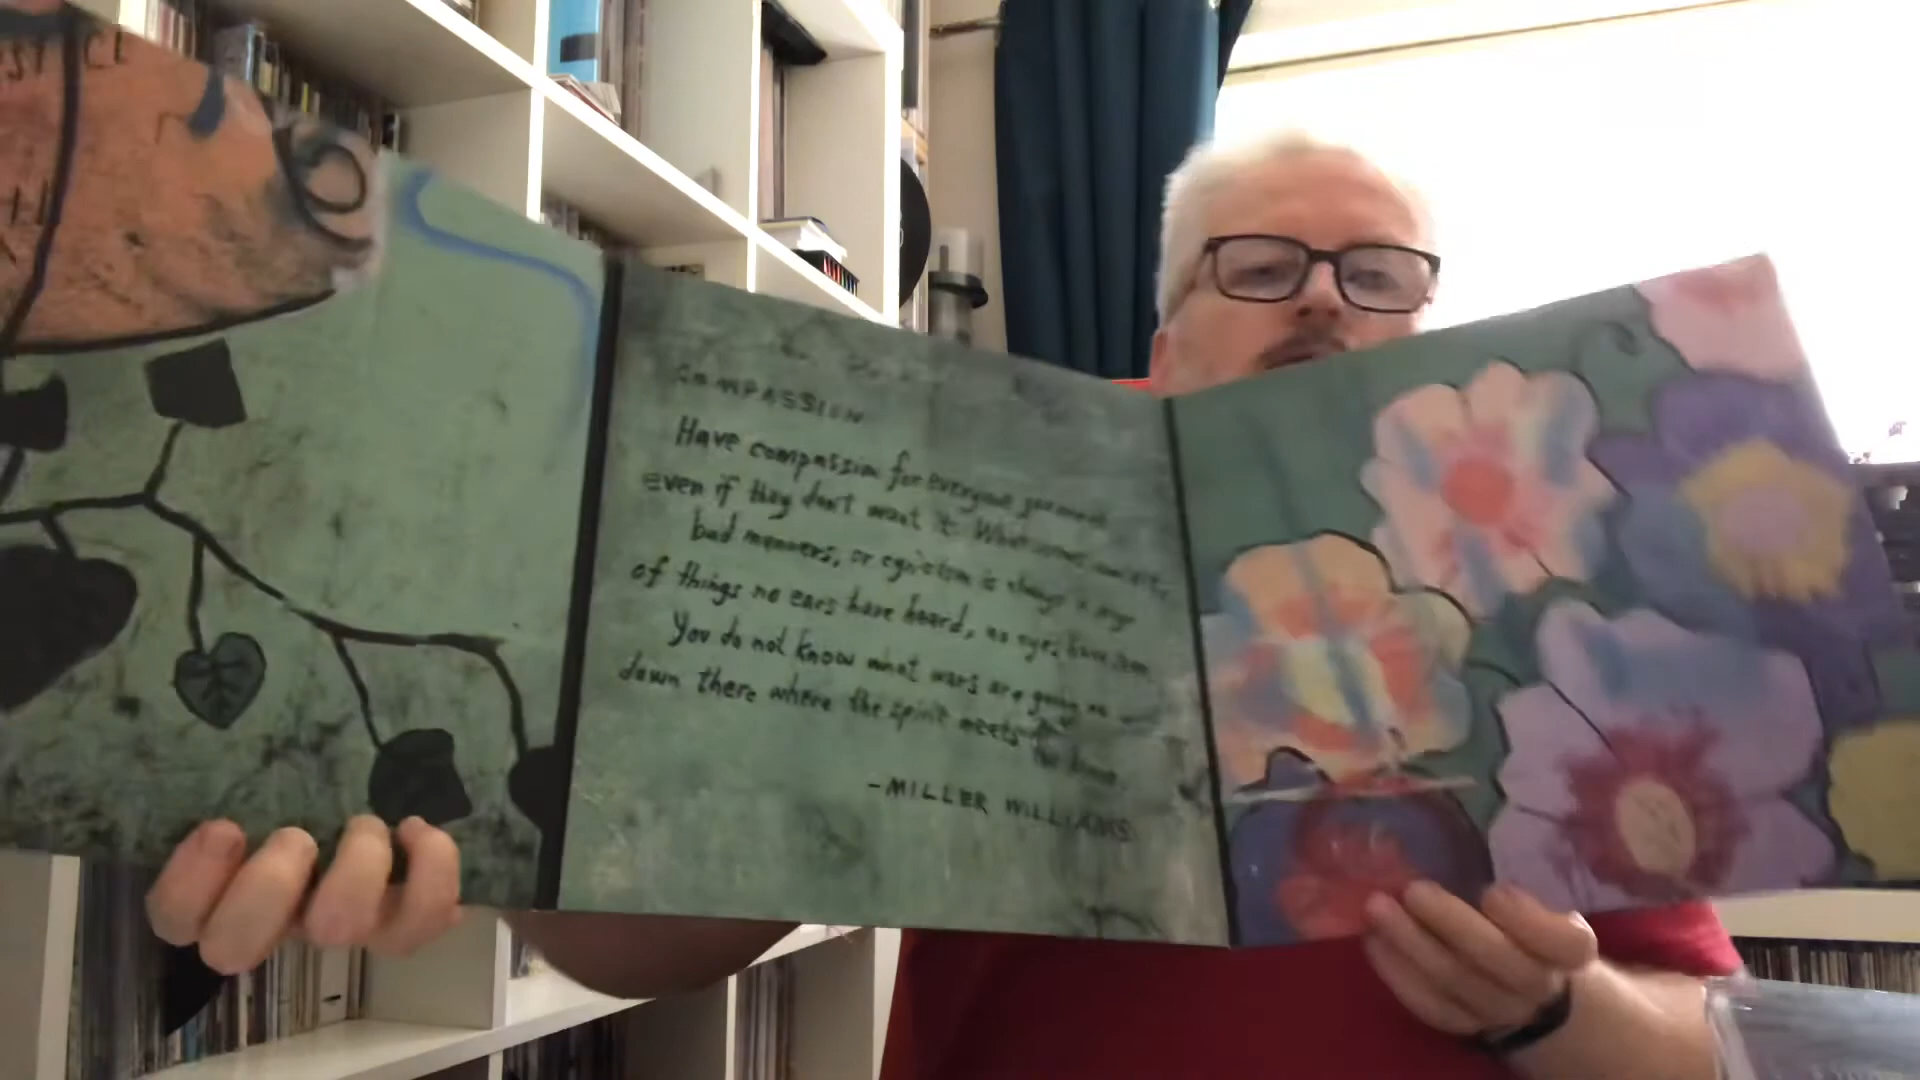 COMPASSION
Have compassion for everyone you meet
even if they don't want it. What seems conceit,
bad manners, or cynicism is always a sign
of things no ears have heard, no eyes have seen
You do not know what wars are going on
down there where the spirit meets the bone
-MILLER WILLIAMS